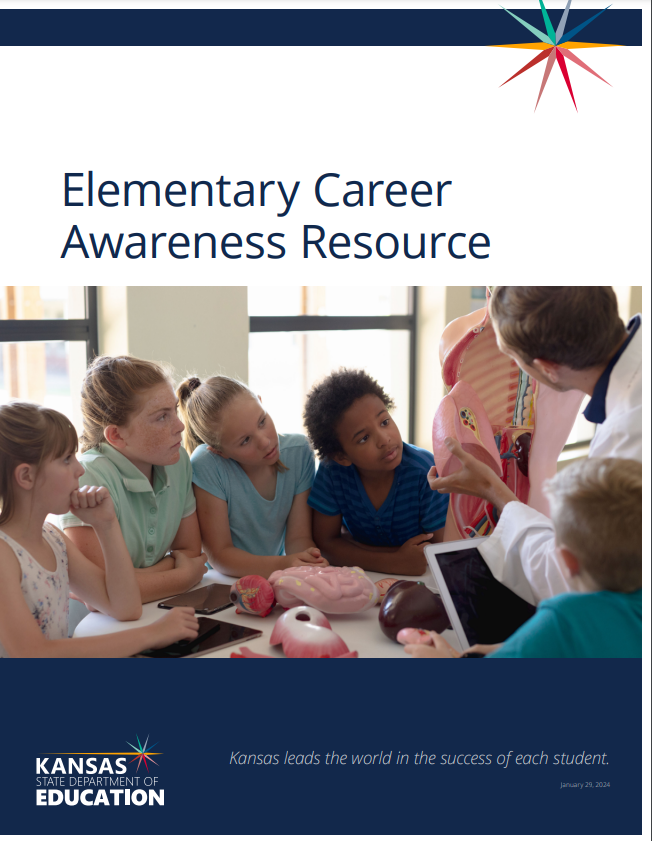 Elementary Career
Awareness Resource
KANSAS
STATE DEPARTMENT OF
EDUCATION
Kansas leads the world in the success of each student.
January 29, 2024